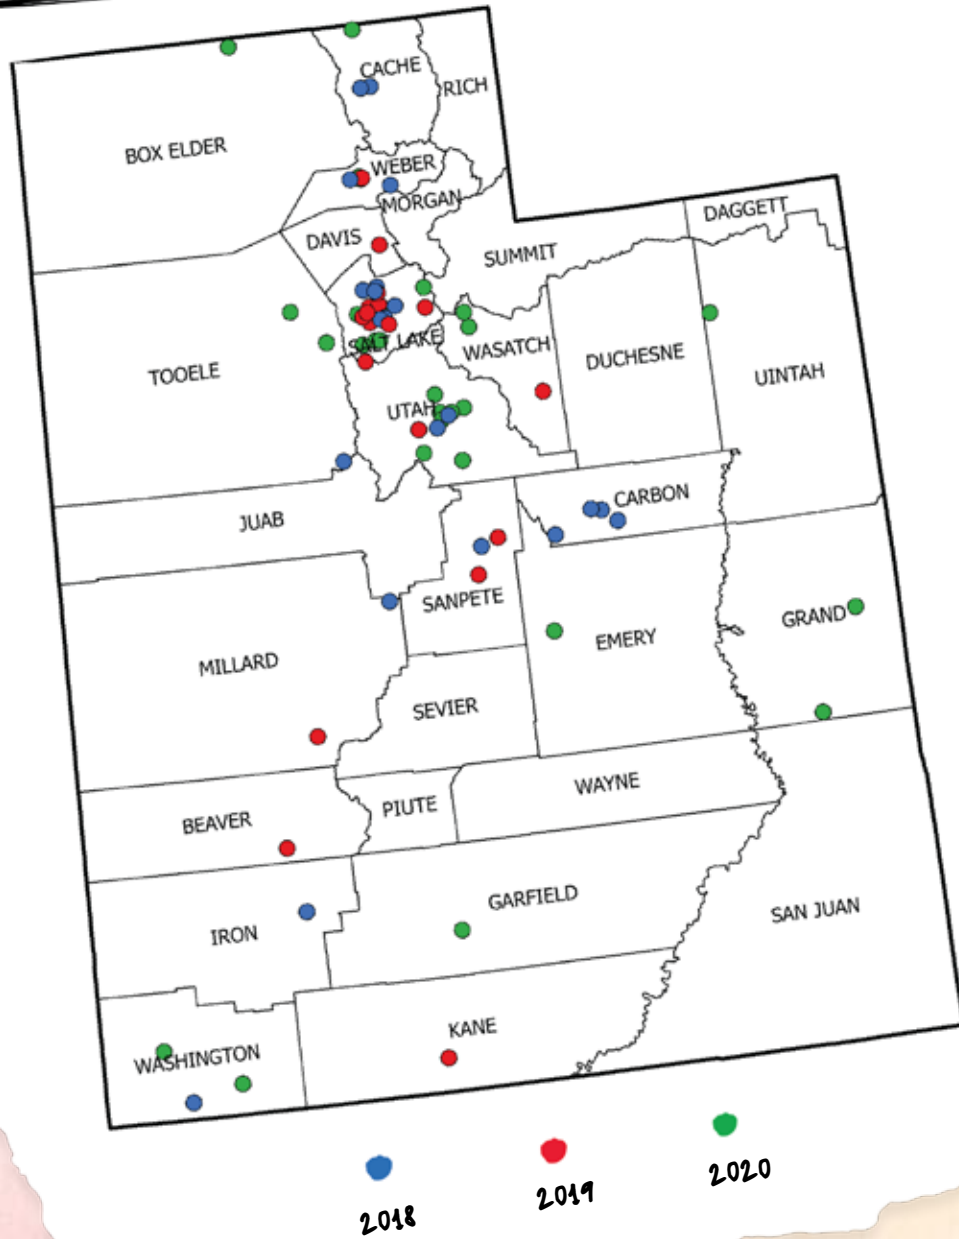 CACHE
RICH
BOX ELDER
WEBER
MORGAN
DAGGETT
DAVIS
SUMMIT
SALT LAKE
WASATCH
DUCHESNE
TOOELE
UINTAH
UTAH
CARBON
JUAB
SANPETE
GRAND
EMERY
MILLARD
SEVIER
WAYNE
PIUTE
BEAVER
GARFIELD
SAN JUAN
IRON
KANE
WASHINGTON
2018
2019
2020